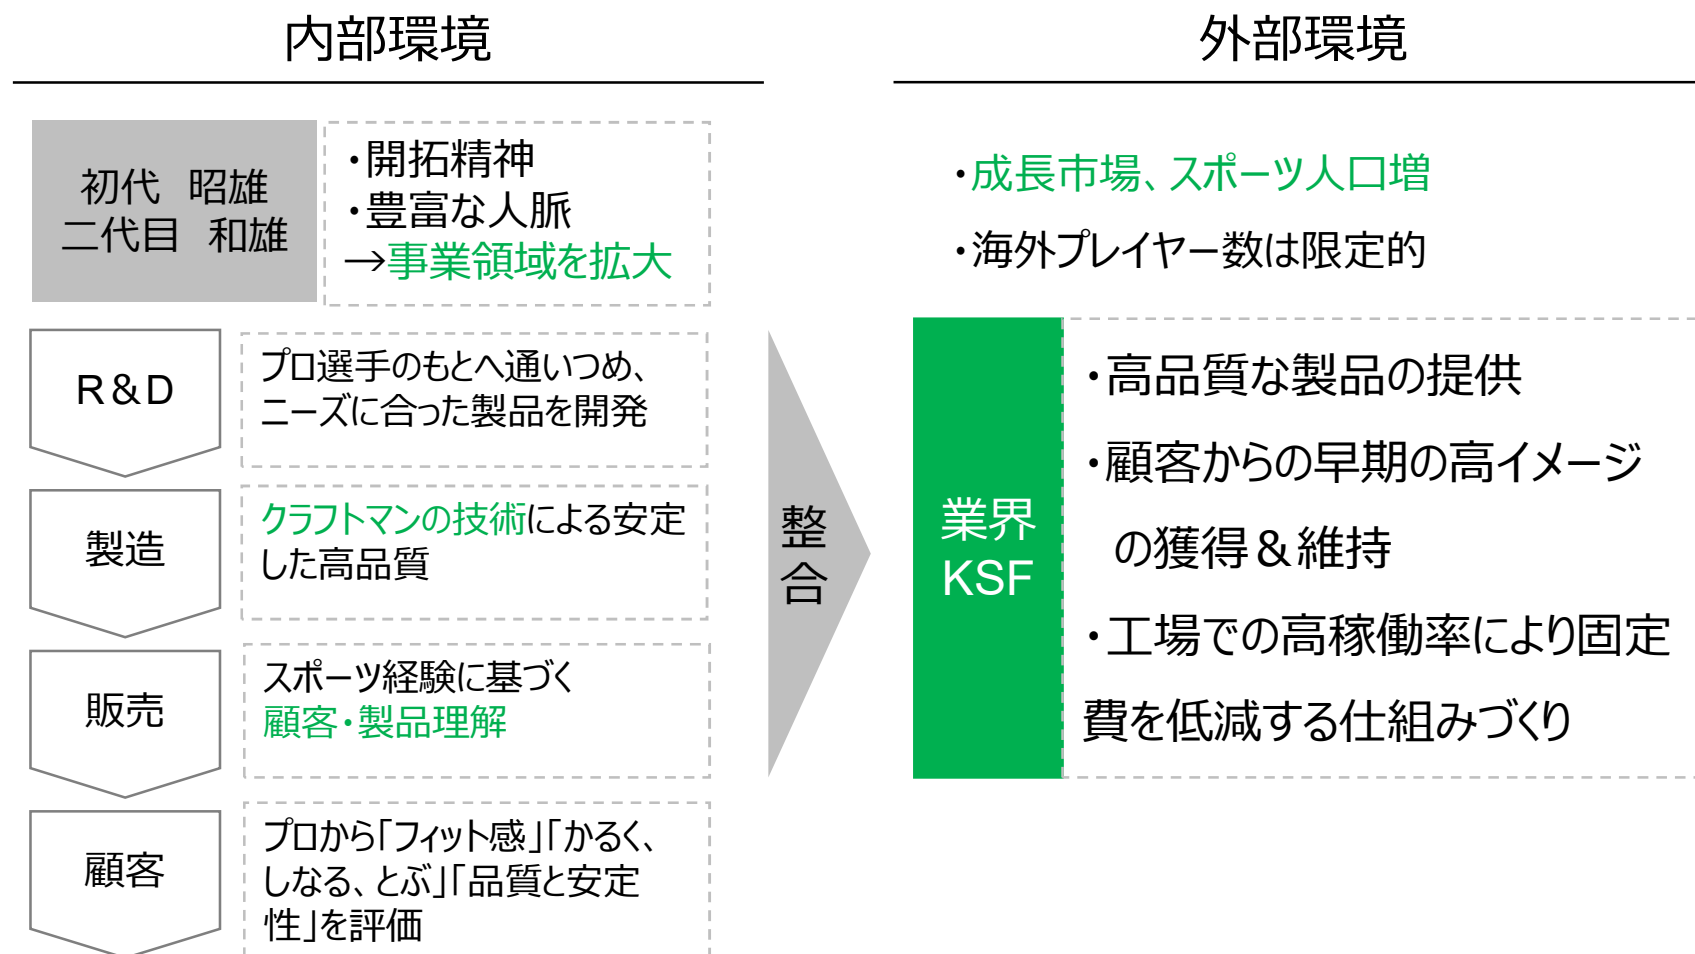 内部環境
初代　昭雄
二代目　和雄
・開拓精神
・豊富な人脈
→事業領域を拡大
R&D
プロ選手のもとへ通いつめ、
ニーズに合った製品を開発
製造
クラフトマンの技術による安定
した高品質
販売
スポーツ経験に基づく
顧客・製品理解
顧客
プロから「フィット感」「かるく、
しなる、とぶ」「品質と安定
性」を評価
整
合
外部環境
・成長市場、スポーツ人口増
・海外プレイヤー数は限定的
業界
KSF
・高品質な製品の提供
・顧客からの早期の高イメージ
の獲得＆維持
・工場での高稼働率により固定
費を低減する仕組みづくり